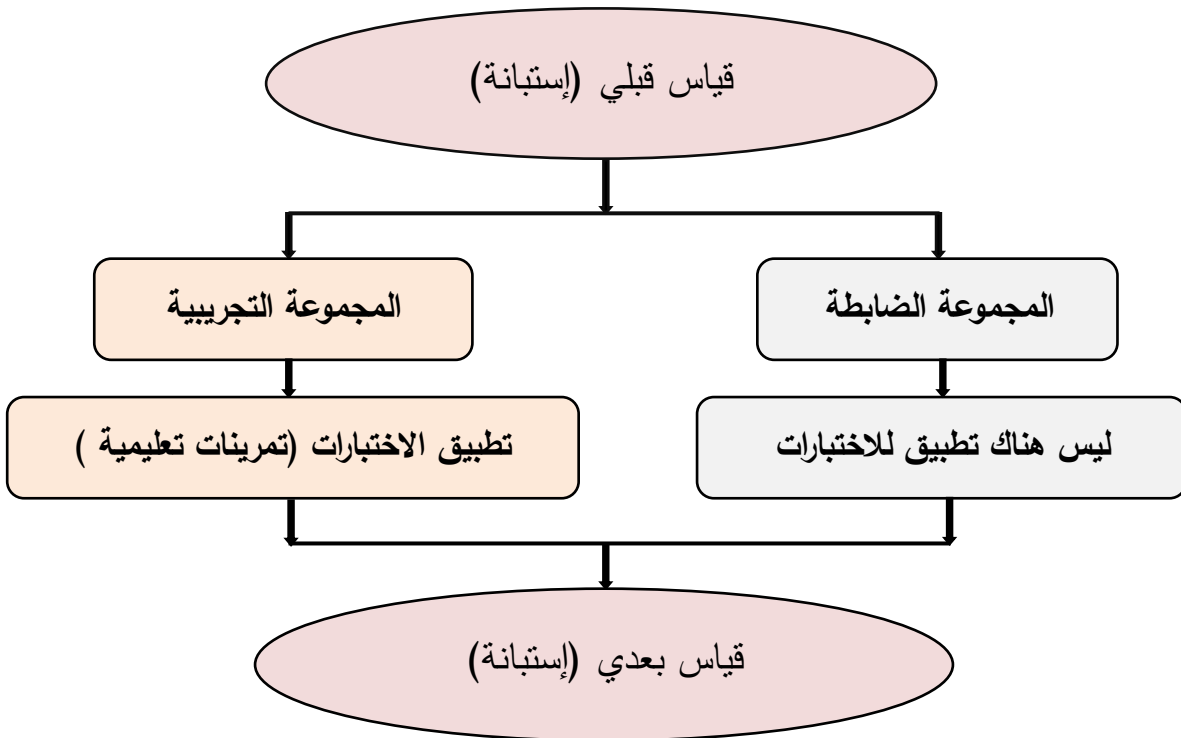 قياس قبلي (إستبانة)
المجموعة الضابطة
المجموعة التجريبية
ليس هناك تطبيق للاختبارات
تطبيق الاختبارات (تمرينات تعليمية )
قياس بعدي (إستبانة)